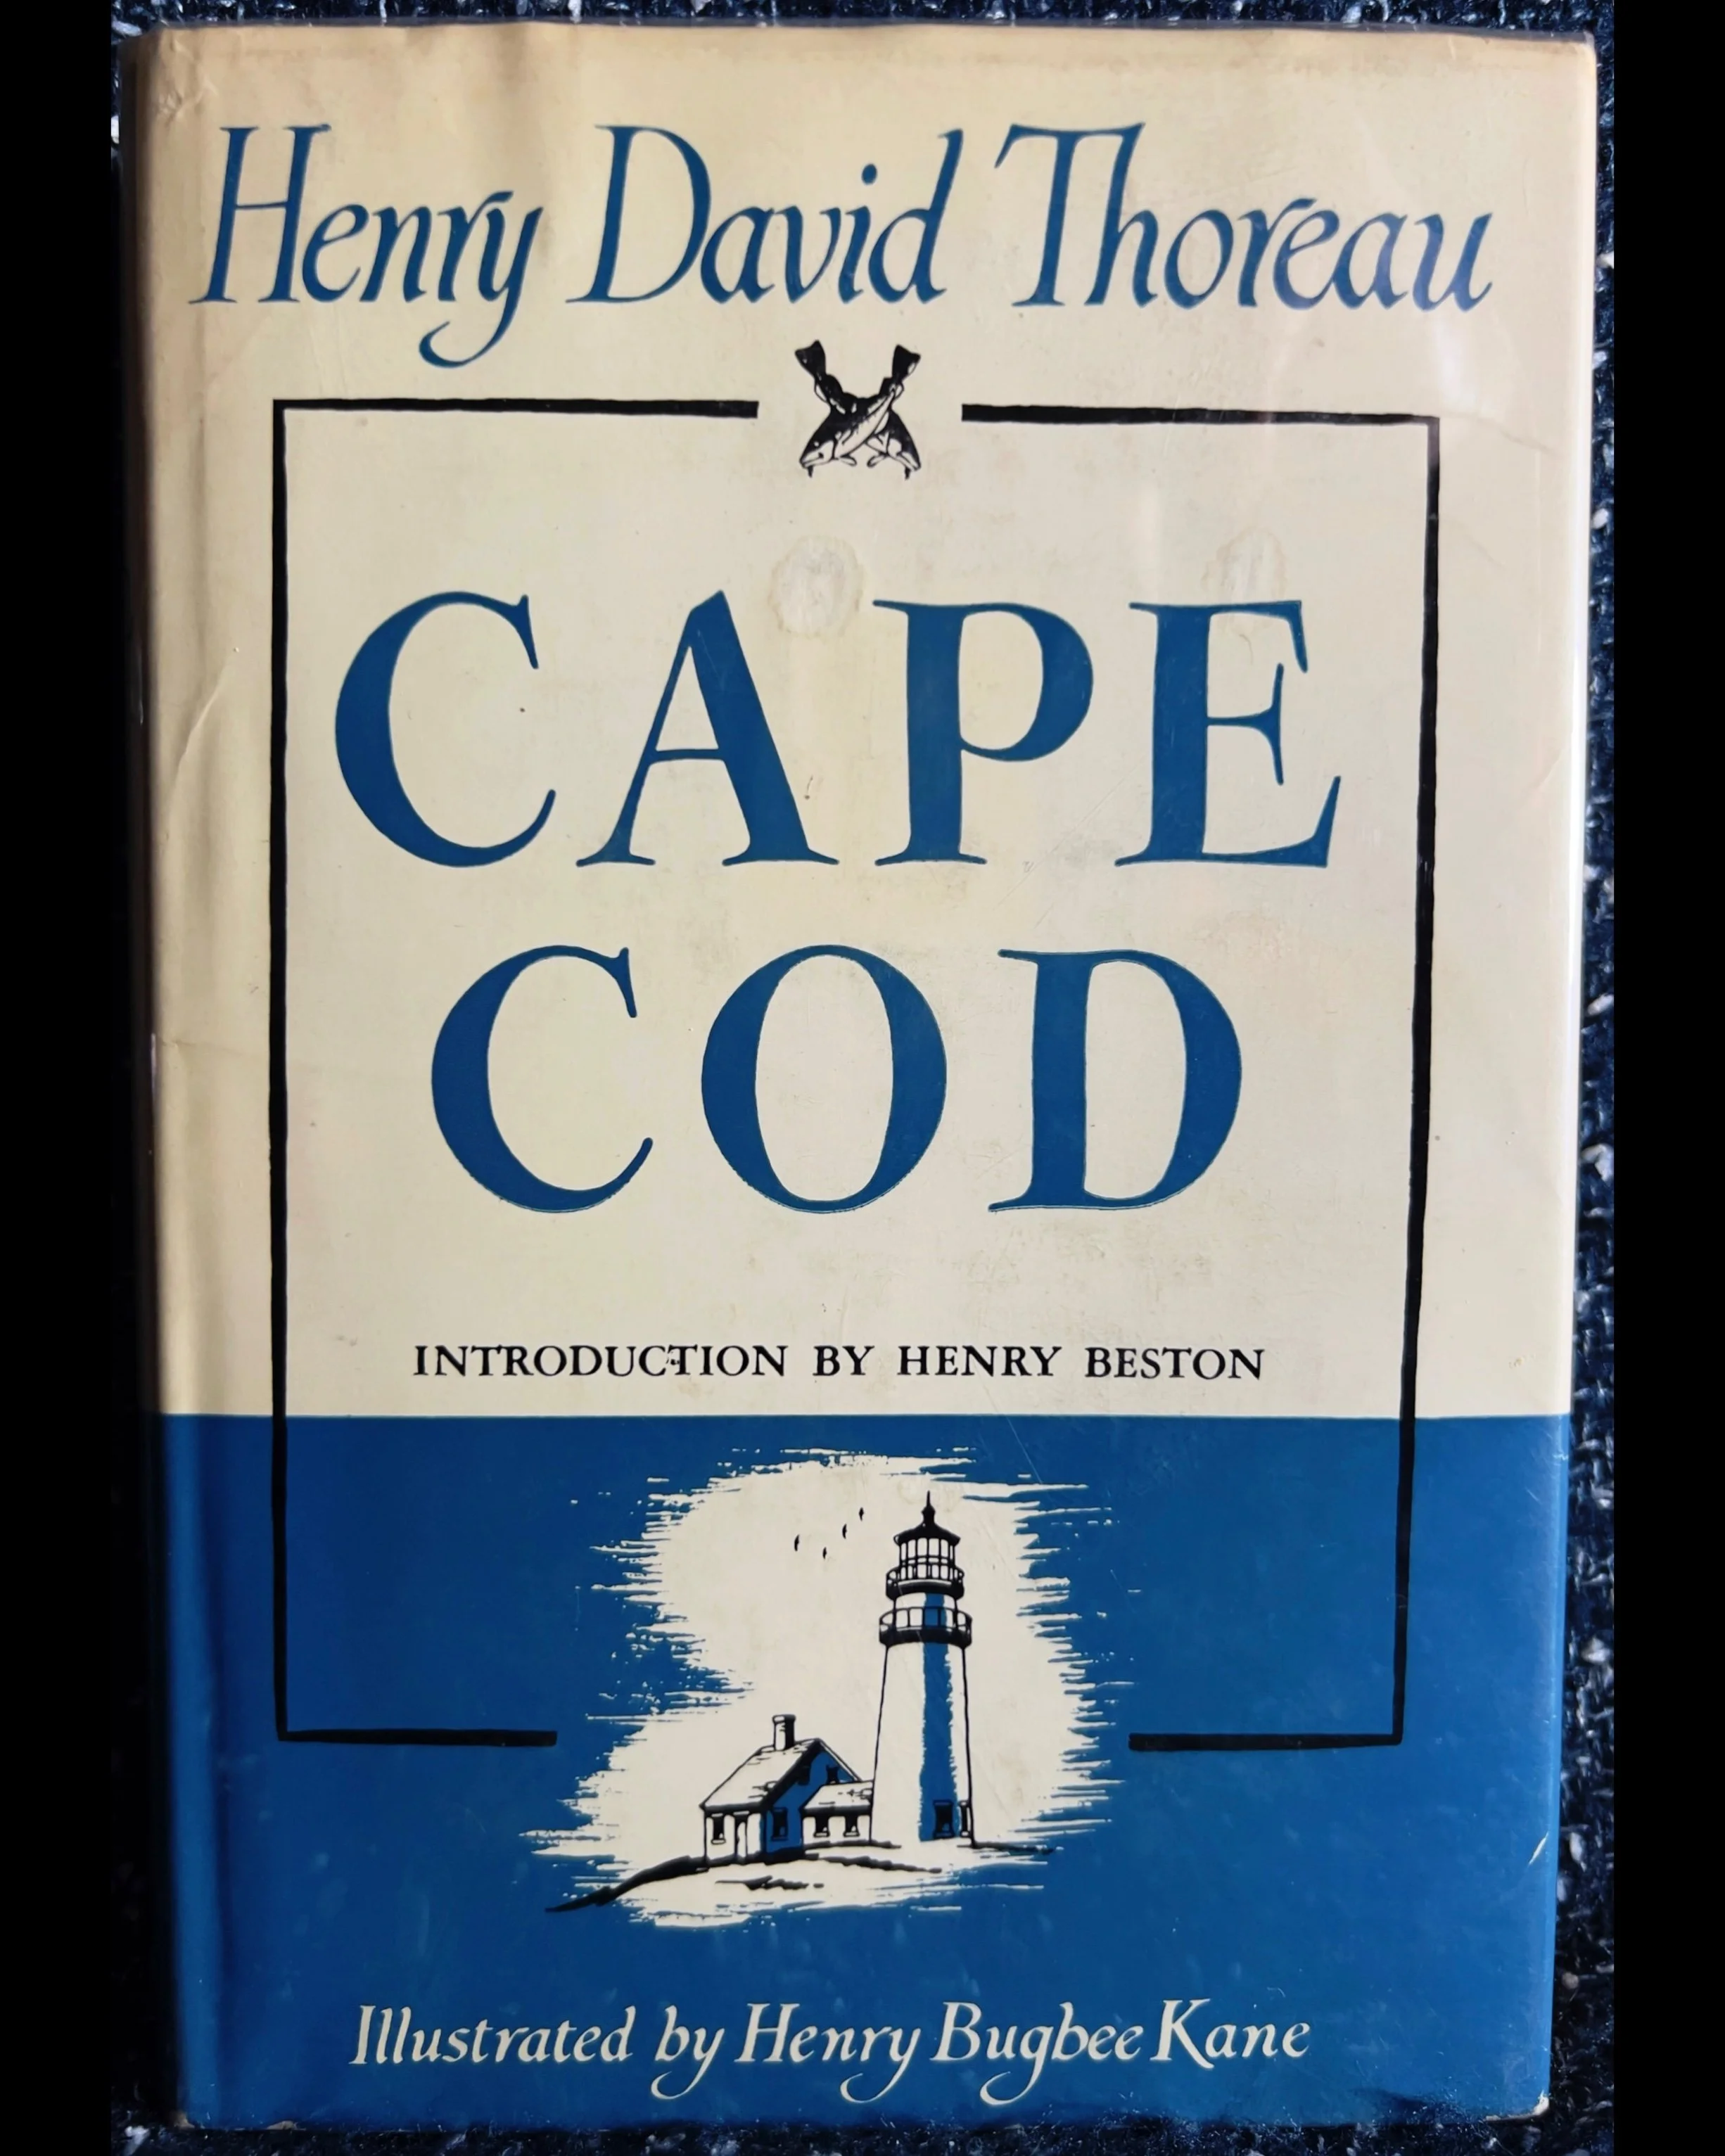 Henry David Thoreau
CAPE
COD
INTRODUCTION BY HENRY BESTON
Illustrated by Henry Bugbee Kane